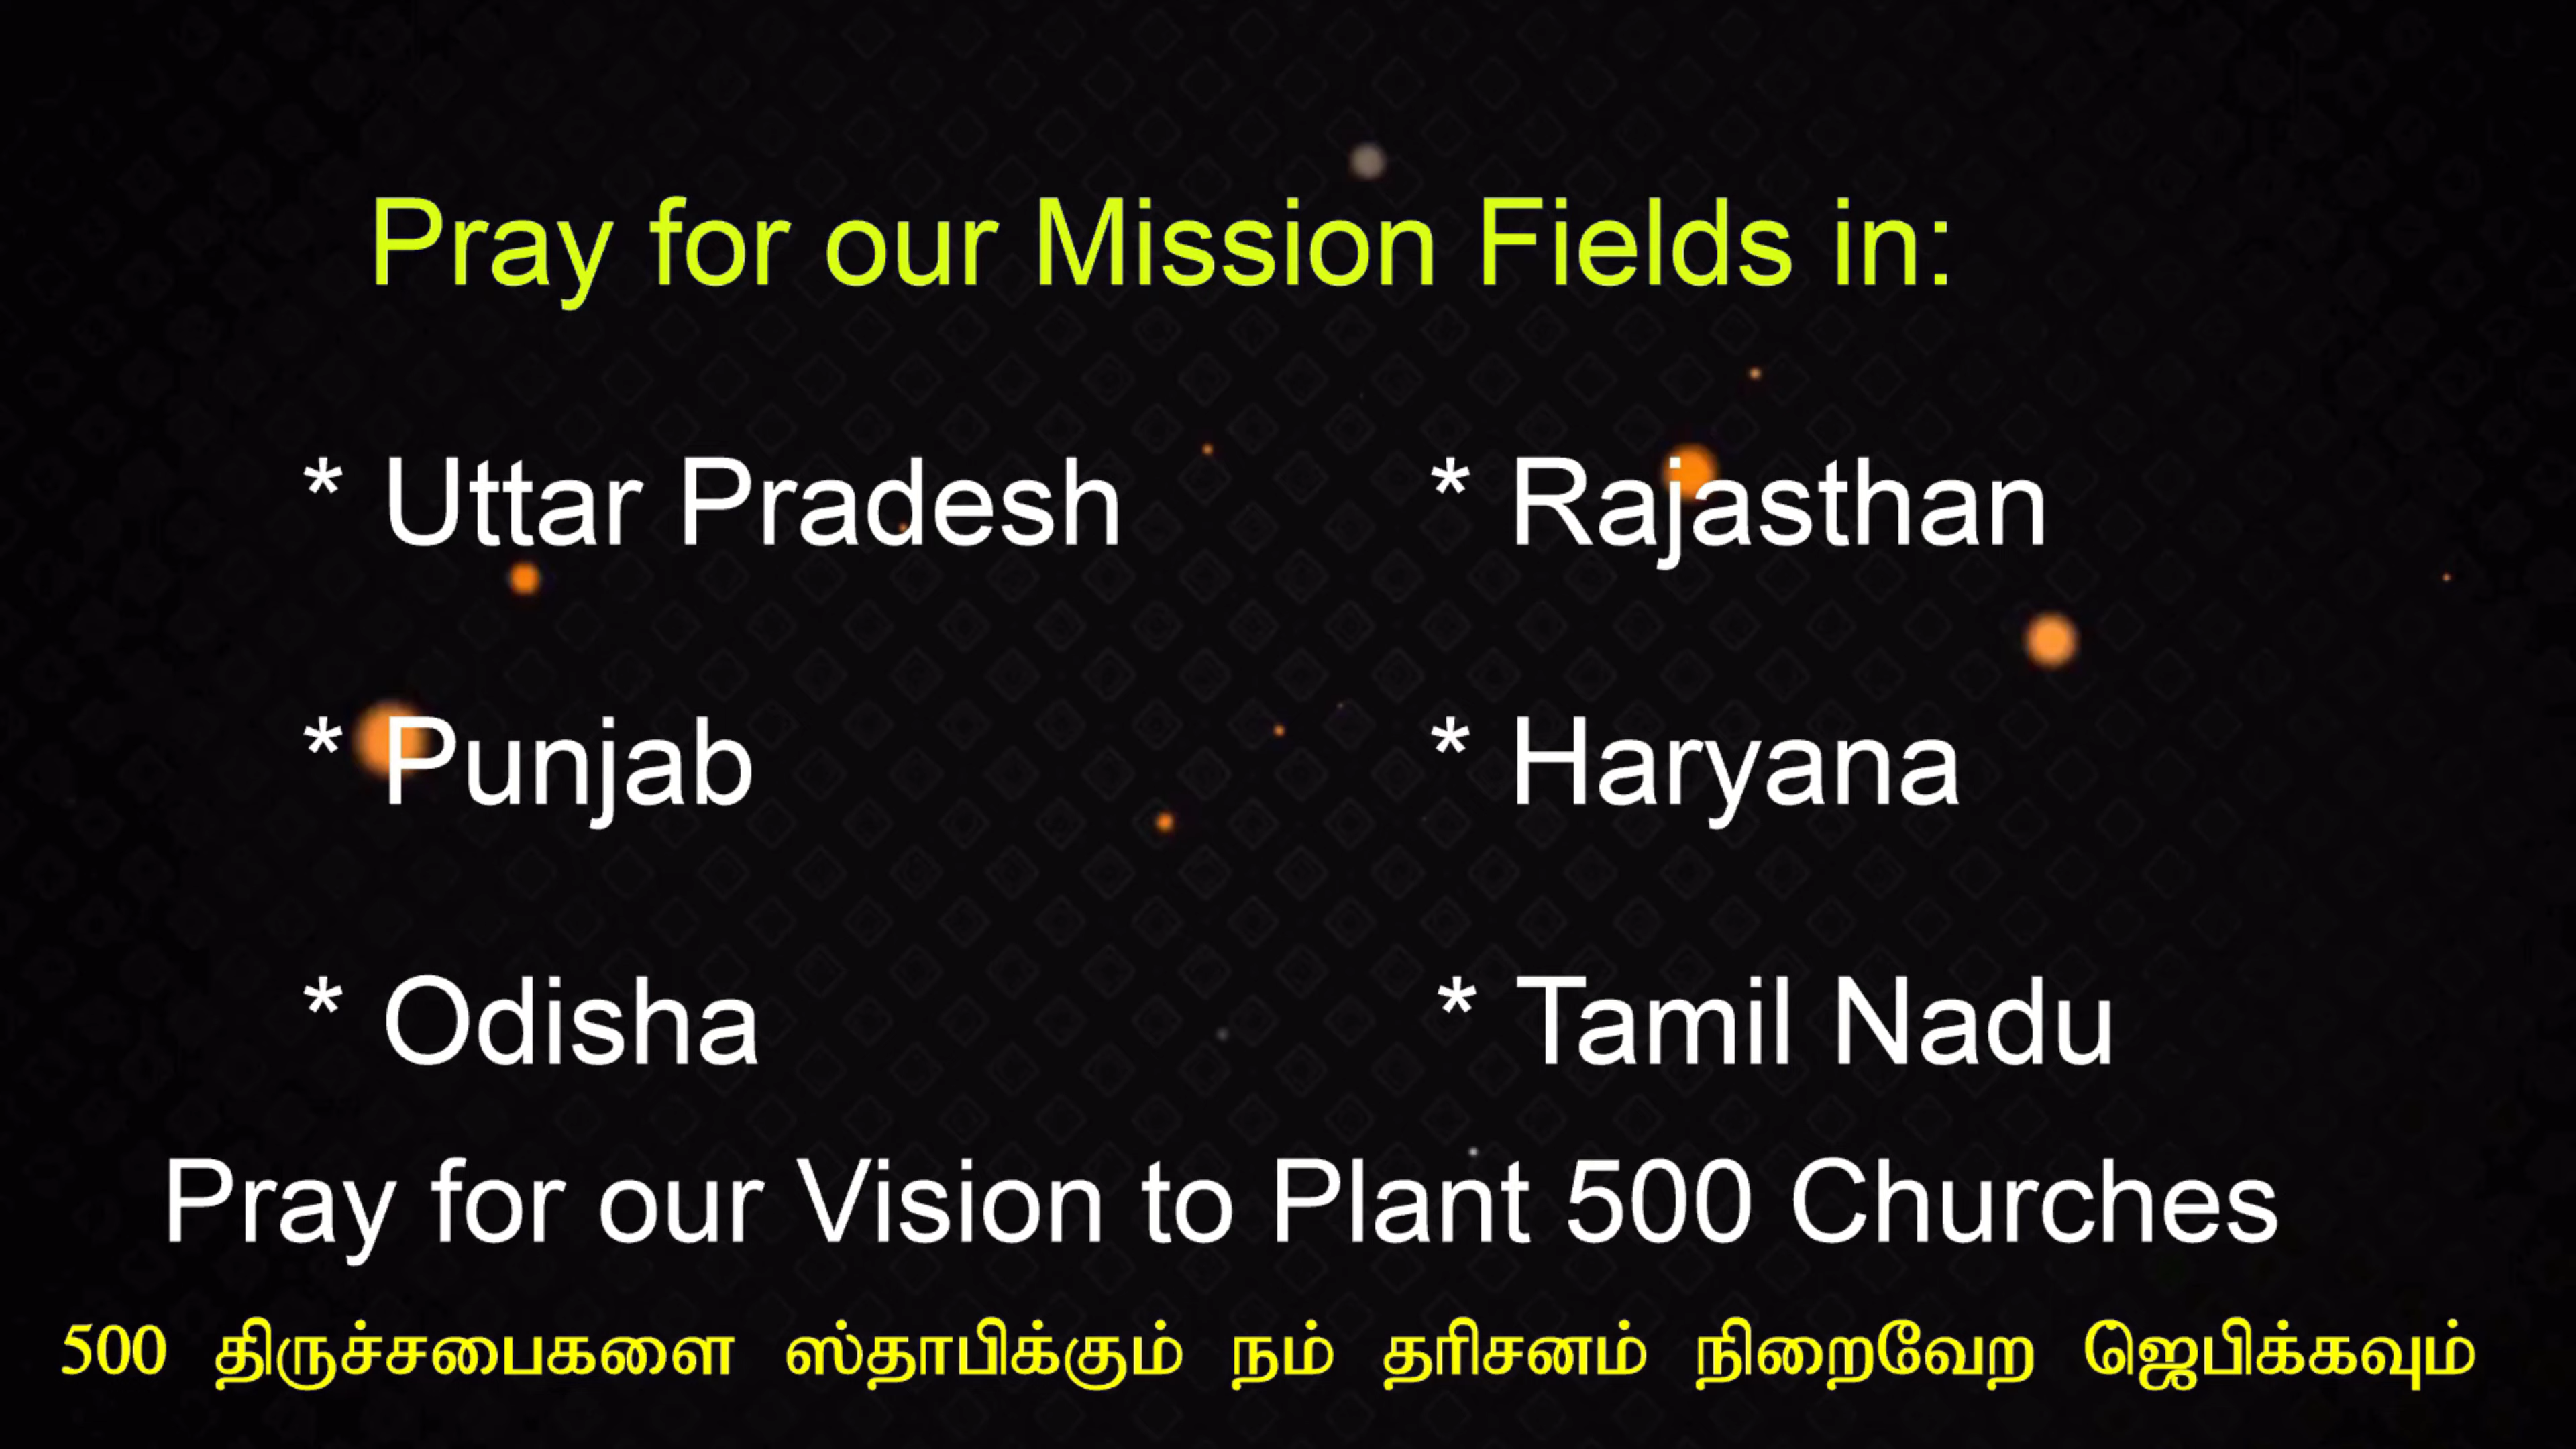 Pray for our Mission Fields in:
* Uttar Pradesh * Rajasthan
* Punjab * Haryana
* Odisha * Tamil Nadu
Pray for our Vision to Plant 500 Churches
500 திருச்சபைகளை ஸ்தாபிக்கும் நம் தரிசனம் நிறைவேற ஜெபிக்கவும்